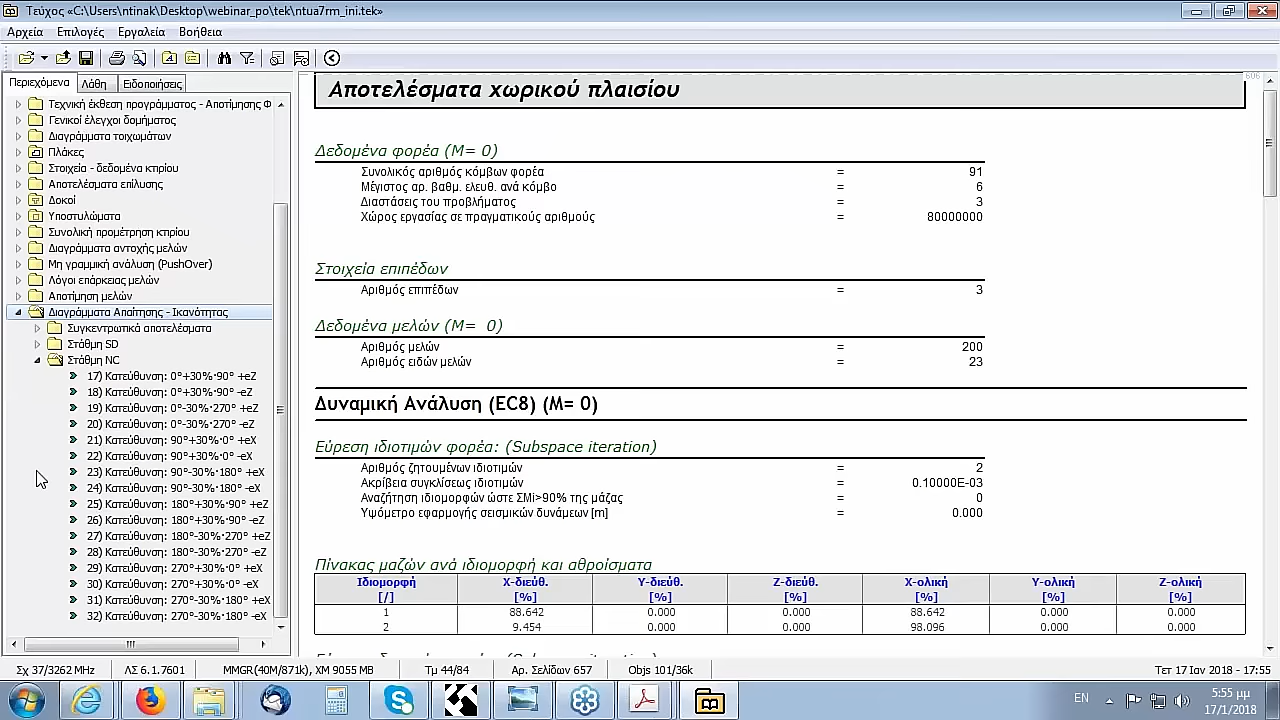 Τεύχος «C:\Users\ntinak\Desktop\webinar_po\tek\ntua7rm_ini.tek»
Αρχεία Επιλογές Εργαλεία Βοήθεια
Περιεχόμενα Λάθη Ειδοποιήσεις
Τεχνική έκθεση προγράμματος - Αποτίμησης Φ
Γενικοί έλεγχοι δομήματος
Διαγράμματα τοιχωμάτων
Πλάκες
Στοιχεία - δεδομένα κτιρίου
Αποτελέσματα επίλυσης
Δοκοί
Υποστυλώματα
Συνολική προμέτρηση κτιρίου
Διαγράμματα αντοχής μελών
Μη γραμμική ανάλυση (PushOver)
Λόγοι επάρκειας μελών
Αποτίμηση μελών
Διαγράμματα Απαίτησης - Ικανότητας
Συγκεντρωτικά αποτελέσματα
Στάθμη SD
Στάθμη NC
17) Κατεύθυνση: 0°+30%·90° +eZ
18) Κατεύθυνση: 0°+30%·90° -eZ
19) Κατεύθυνση: 0°-30%·270° +eZ
20) Κατεύθυνση: 0°-30%·270° -eZ
21) Κατεύθυνση: 90°+30%·0° +eX
22) Κατεύθυνση: 90°+30%·0° -eX
23) Κατεύθυνση: 90°-30%·180° +eX
24) Κατεύθυνση: 90°-30%·180° -eX
25) Κατεύθυνση: 180°+30%·90° +eZ
26) Κατεύθυνση: 180°+30%·90° -eZ
27) Κατεύθυνση: 180°-30%·270° +eZ
28) Κατεύθυνση: 180°-30%·270° -eZ
29) Κατεύθυνση: 270°+30%·0° +eX
30) Κατεύθυνση: 270°+30%·0° -eX
31) Κατεύθυνση: 270°-30%·180° +eX
32) Κατεύθυνση: 270°-30%·180° -eX
606
Αποτελέσματα χωρικού πλαισίου
Δεδομένα φορέα (M= 0)
Συνολικός αριθμός κόμβων φορέα = 91
Μέγιστος αρ. βαθμ. ελευθ. ανά κόμβο = 6
Διαστάσεις του προβλήματος = 3
Χώρος εργασίας σε πραγματικούς αριθμούς = 80000000
Στοιχεία επιπέδων
Αριθμός επιπέδων = 3
Δεδομένα μελών (M= 0)
Αριθμός μελών = 200
Αριθμός ειδών μελών = 23
Δυναμική Ανάλυση (EC8) (M= 0)
Εύρεση ιδιοτιμών φορέα: (Subspace iteration)
Αριθμός ζητουμένων ιδιοτιμών = 2
Ακρίβεια συγκλίσεως ιδιοτιμών = 0.10000E-03
Αναζήτηση ιδιομορφών ώστε ΣΜi>90% της μάζας = 0
Υψόμετρο εφαρμογής σεισμικών δυνάμεων [m] = 0.000
Πίνακας μαζών ανά ιδιομορφή και αθροίσματα
Ιδιομορφή X-διεύθ. Y-διεύθ. Z-διεύθ. X-ολική Y-ολική Z-ολική
[/] [%] [%] [%] [%] [%] [%]
1 88.642 0.000 0.000 88.642 0.000 0.000
2 9.454 0.000 0.000 98.096 0.000 0.000
Σχ 37/3262 MHz ΛΣ 6.1.7601 MMGR(40M/871k), XM 9055 MB Τμ 44/84 Αρ. Σελίδων 657 Objs 101/36k Τετ 17 Ιαν 2018 - 17:55
EN 5:55 μμ
17/1/2018